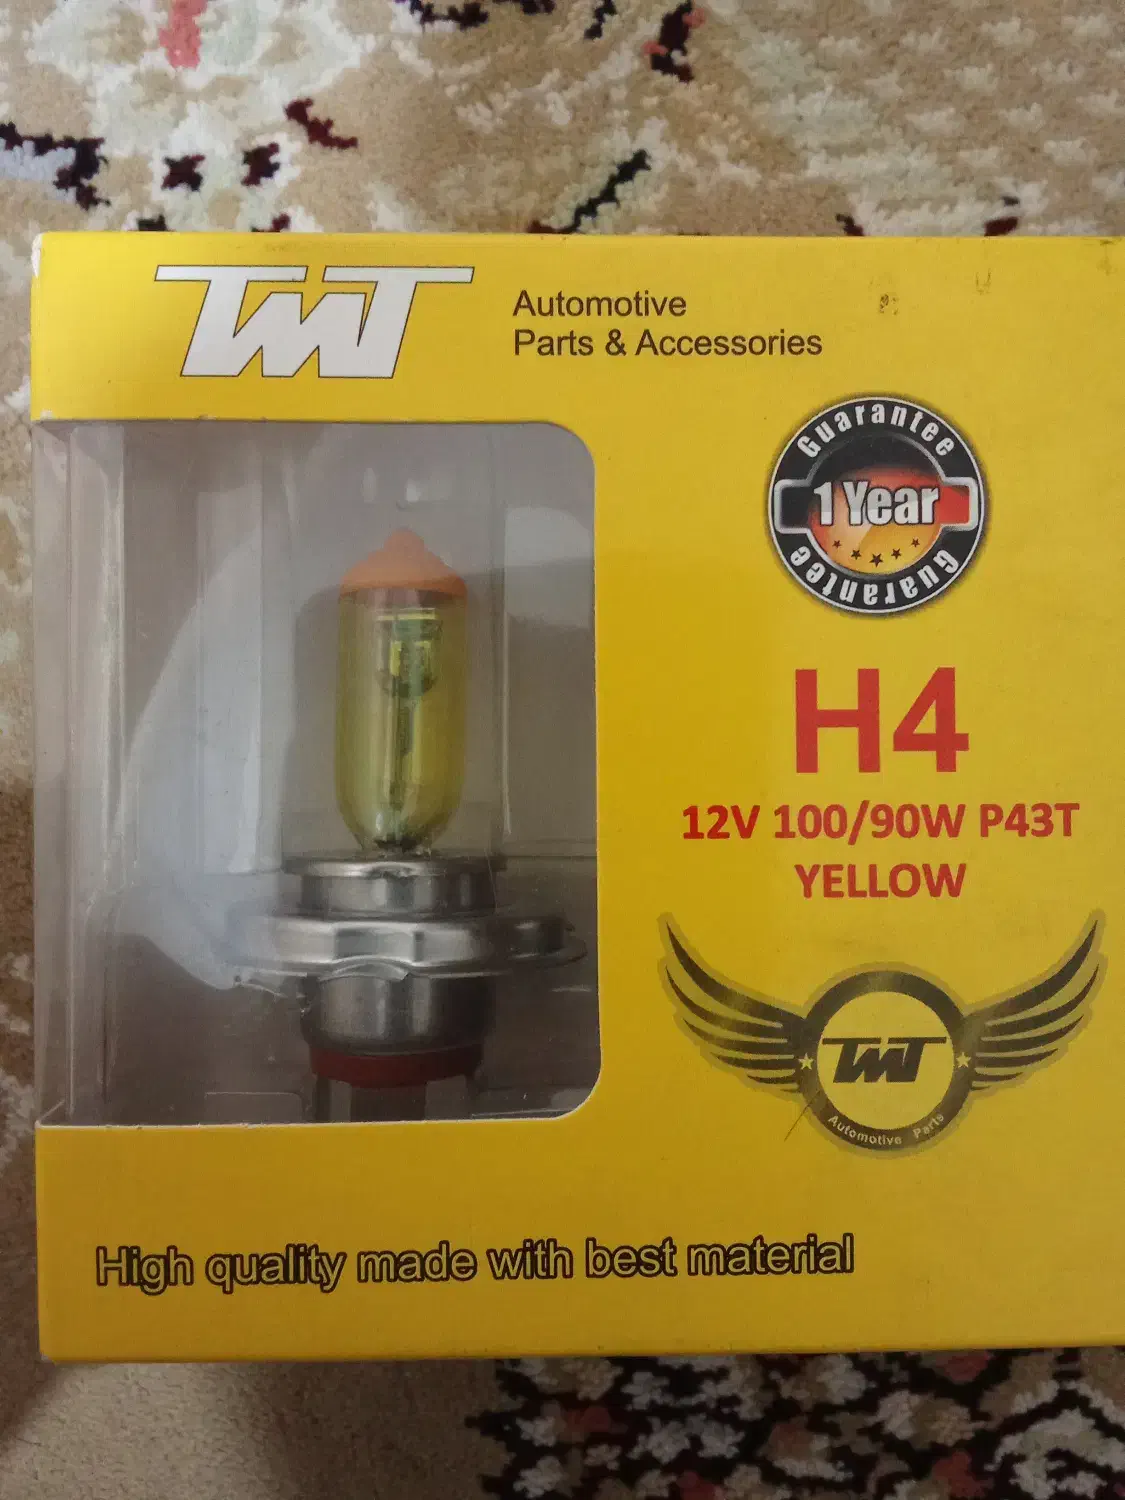 TMT
Automotive
Parts & Accessories
Guarantee
1 Year
Guarantee
H4
12V 100/90W P43T
YELLOW
TMT
Automotive Parts
High quality made with best material